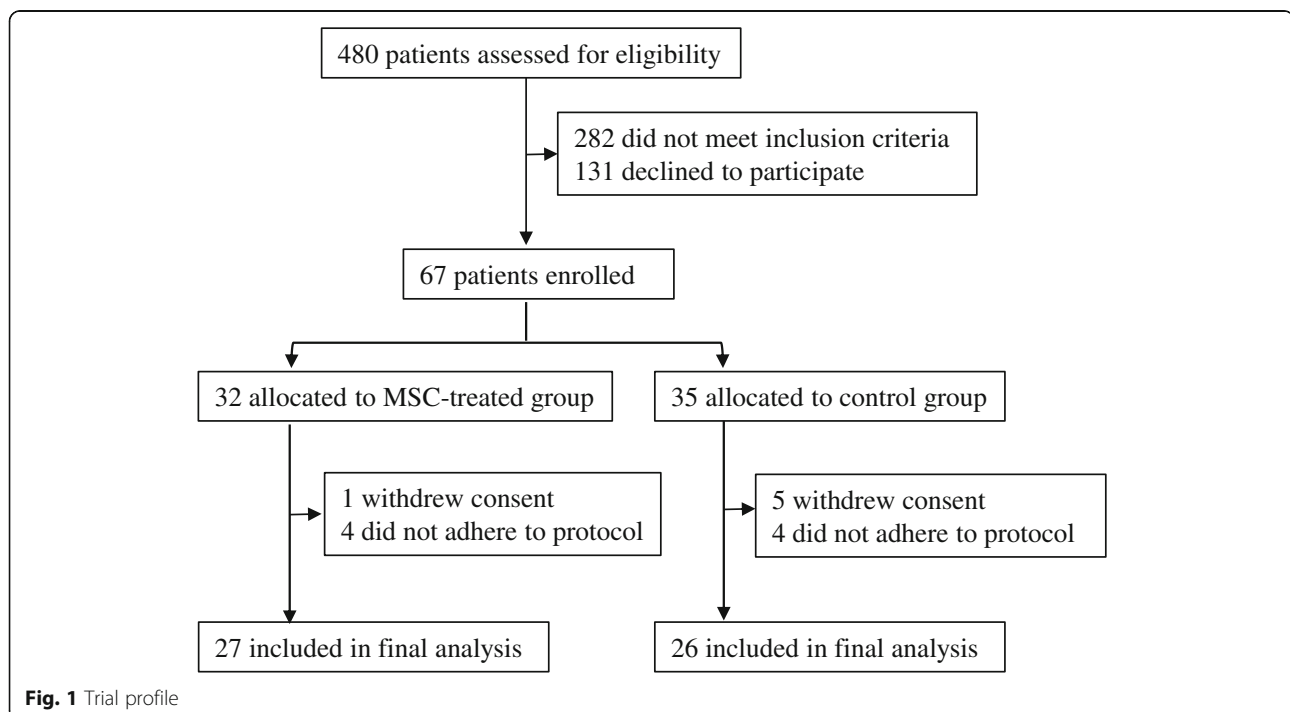 480 patients assessed for eligibility
282 did not meet inclusion criteria
131 declined to participate
67 patients enrolled
32 allocated to MSC-treated group
35 allocated to control group
1 withdrew consent
4 did not adhere to protocol
5 withdrew consent
4 did not adhere to protocol
27 included in final analysis
26 included in final analysis
Fig. 1 Trial profile